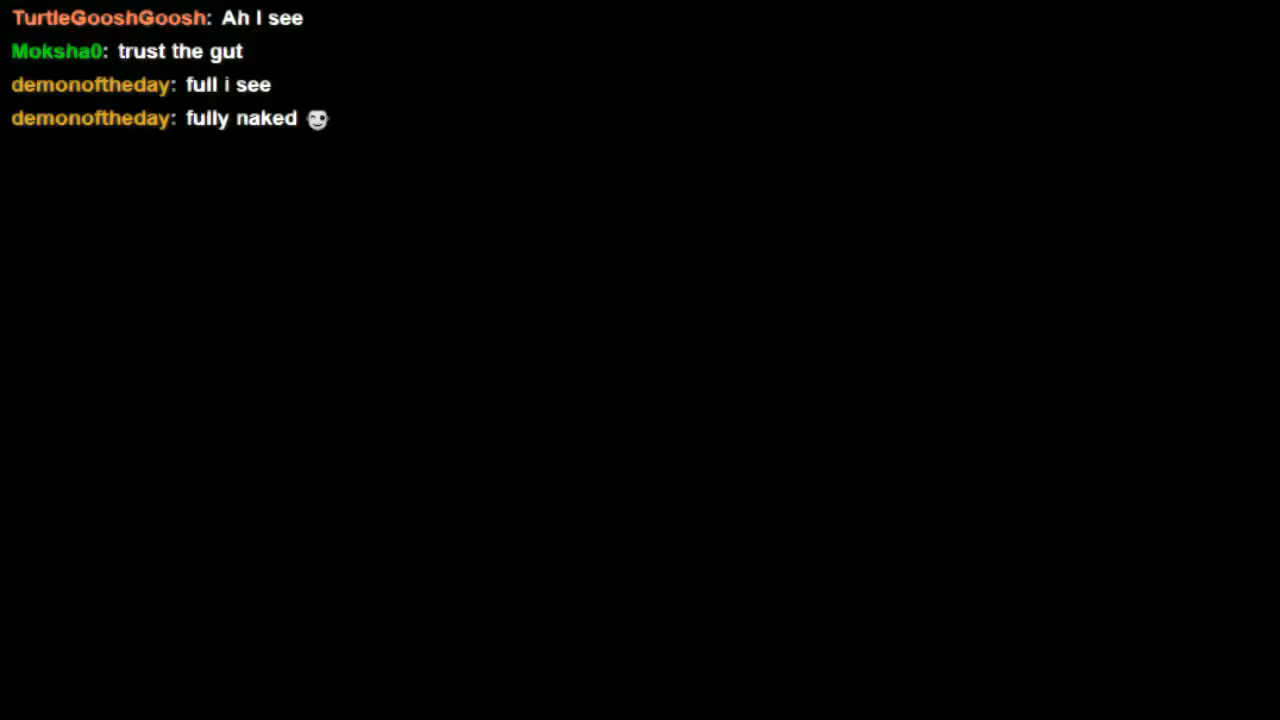 TurtleGooshGoosh: Ah I see
Moksha0: trust the gut
demonoftheday: full i see
demonoftheday: fully naked